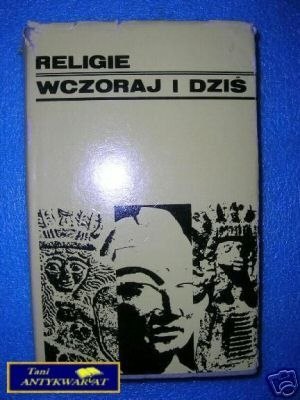 RELIGIE
WCZORAJ I DZIŚ
Tani
ANTYKWARIAT